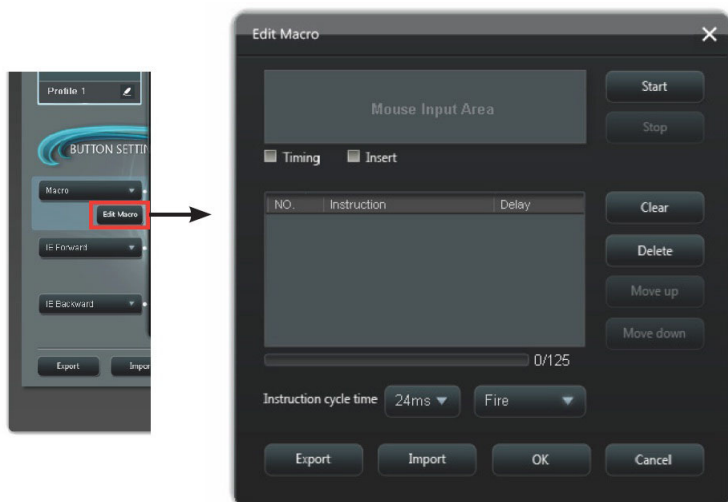 Profile 1
BUTTON SETTIN
Macro
Edit Macro
IE Forward
IE Backward
Export Impor
Edit Macro
Mouse Input Area
Start
Stop
Timing Insert
NO. Instruction Delay
Clear
Delete
Move up
Move down
0/125
Instruction cycle time 24ms Fire
Export Import OK Cancel